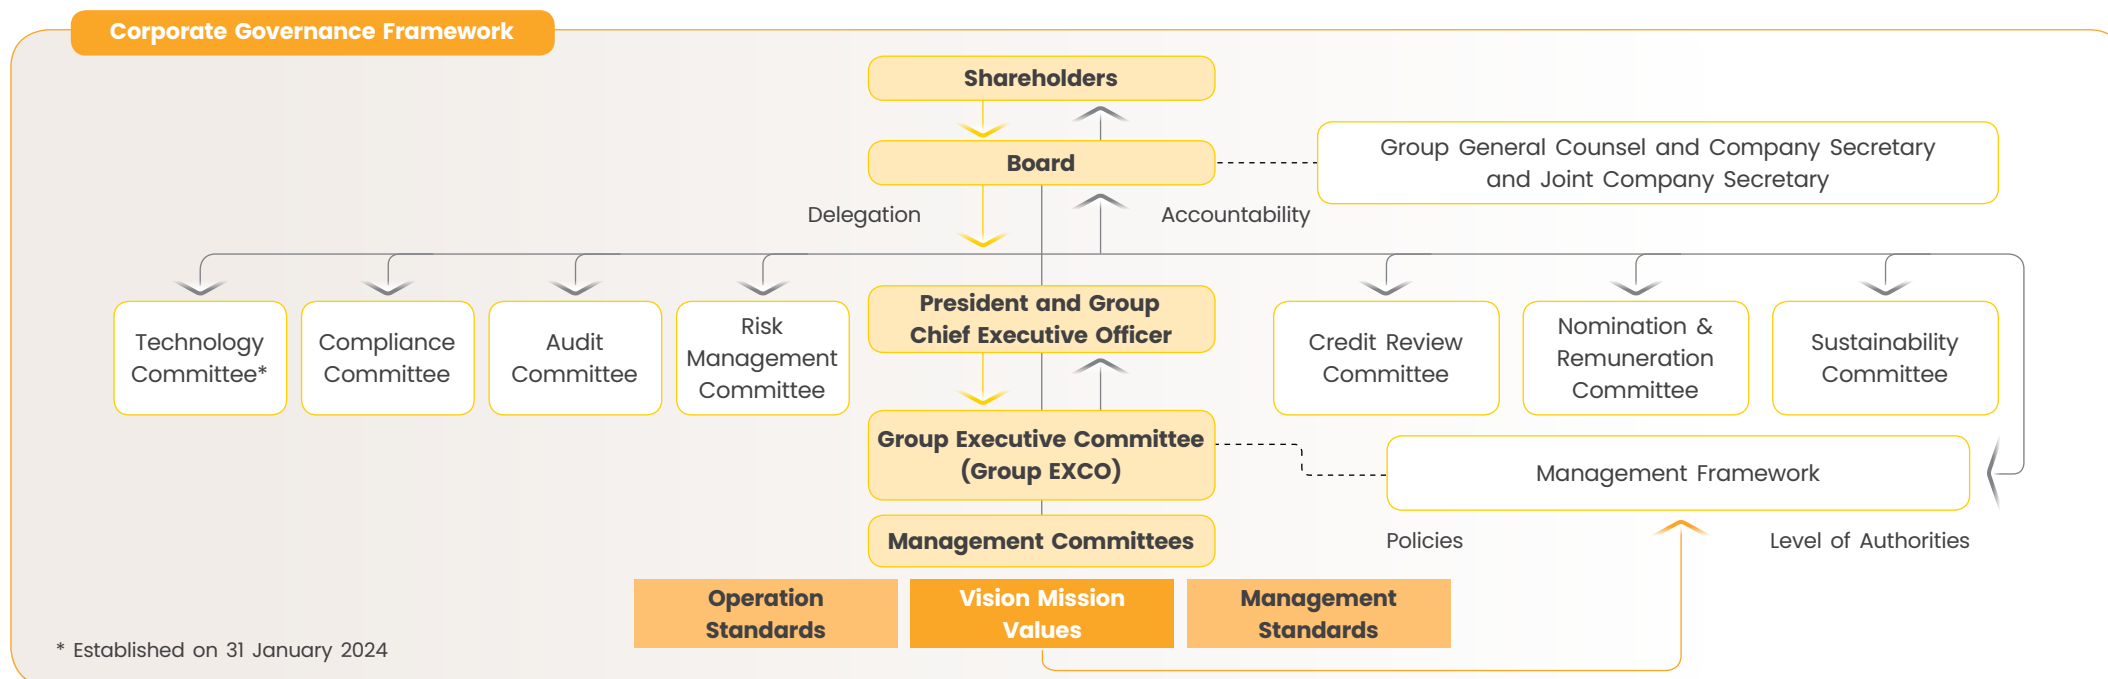 Corporate Governance Framework
Shareholders
Board
Group General Counsel and Company Secretary
and Joint Company Secretary
Delegation
Accountability
Technology
Committee*
Compliance
Committee
Audit
Committee
Risk
Management
Committee
President and Group
Chief Executive Officer
Credit Review
Committee
Nomination &
Remuneration
Committee
Sustainability
Committee
Group Executive Committee
(Group EXCO)
Management Framework
Management Committees
Policies
Level of Authorities
Operation
Standards
Vision Mission
Values
Management
Standards
* Established on 31 January 2024